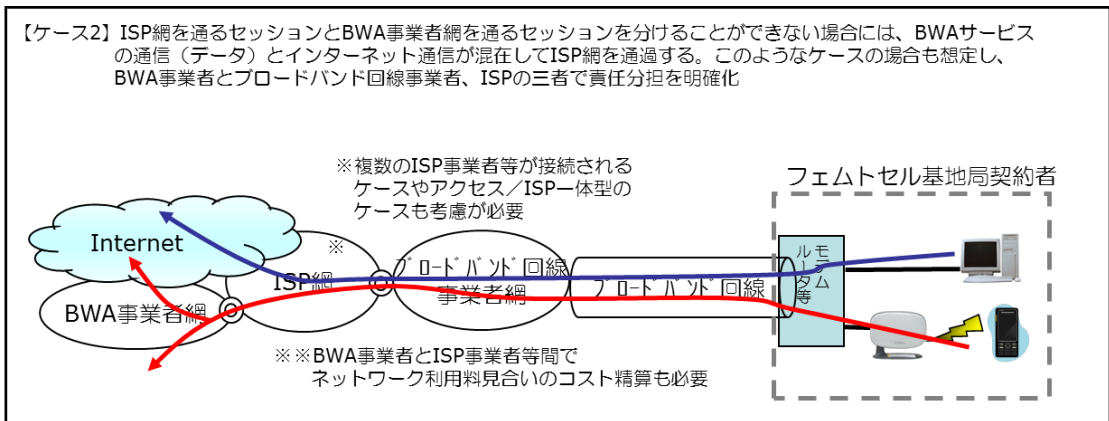 【ケース2】ISP網を通るセッションとBWA事業者網を通るセッションを分けることができない場合には、BWAサービス
の通信（データ）とインターネット通信が混在してISP網を通過する。このようなケースの場合も想定し、
BWA事業者とブロードバンド回線事業者、ISPの三者で責任分担を明確化
※複数のISP事業者等が接続される
ケースやアクセス／ISP一体型の
ケースも考慮が必要
フェムトセル基地局契約者
Internet
※
ISP網
ﾌﾞﾛｰﾄﾞﾊﾞﾝﾄﾞ回線
事業者網
ﾌﾞﾛｰﾄﾞﾊﾞﾝﾄﾞ回線
モデム
ルータ等
BWA事業者網
※※BWA事業者とISP事業者等間で
ネットワーク利用料見合いのコスト精算も必要